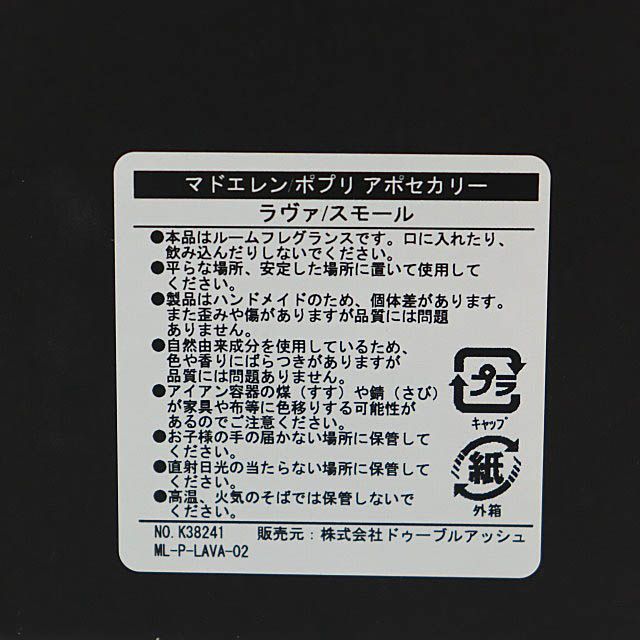 マドエレン/ポプリ アポセカリー
ラヴァ/スモール
●本品はルームフレグランスです。口に入れたり、
飲み込んだりしないでください。
●平らな場所、安定した場所に置いて使用して
ください。
●製品はハンドメイドのため、個体差があります。
また歪みや傷がありますが品質には問題
ありません。
●自然由来成分を使用しているため、
色や香りにばらつきがありますが
品質には問題ありません。
●アイアン容器の煤（すす）や錆（さび）
が家具や布等に色移りする可能性が
あるのでご注意ください。
●お子様の手の届かない場所に保管して
ください。
●直射日光の当たらない場所に保管して
ください。
●高温、火気のそばでは保管しないで
ください。
プラ
キャップ
紙
外箱
NO. K38241 販売元：株式会社ドゥーブルアッシュ
ML-P-LAVA-02